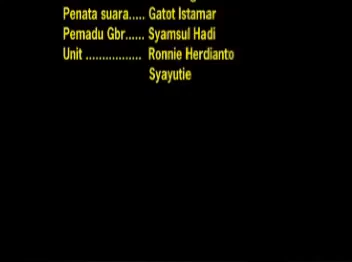 Penata suara..... Gatot Istamar
Pemadu Gbr...... Syamsul Hadi
Unit ................. Ronnie Herdianto
Syayutie